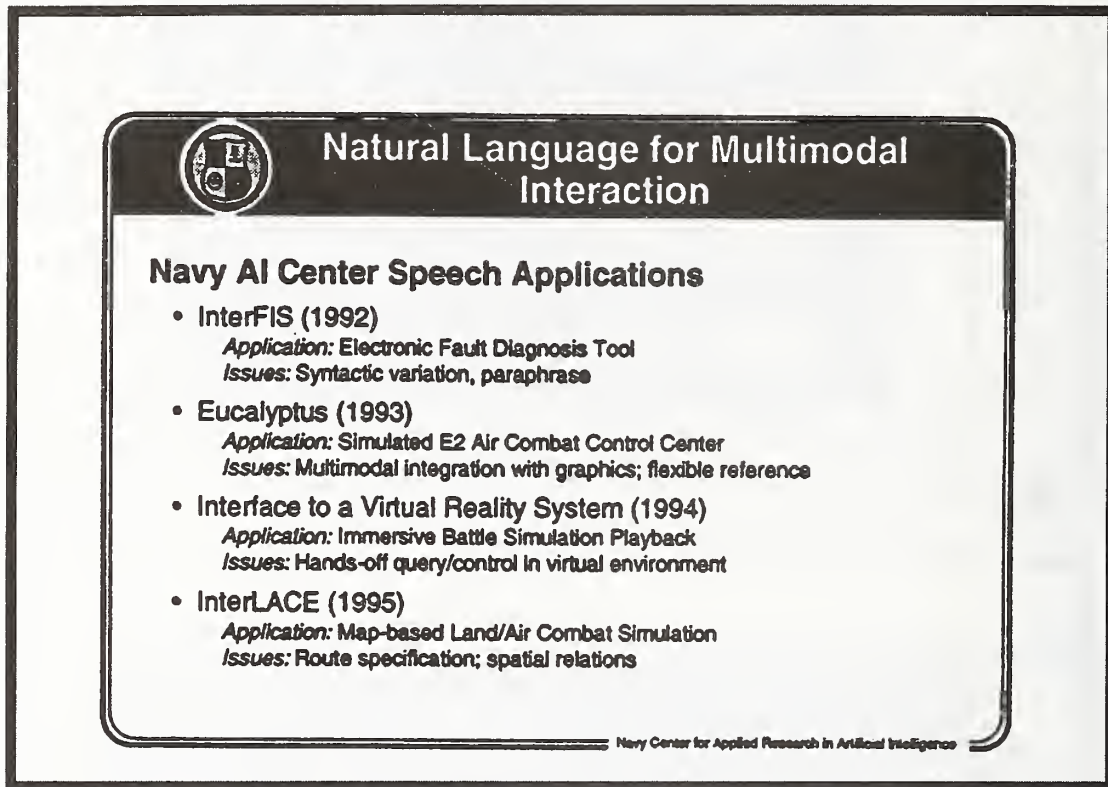 Natural Language for Multimodal
Interaction
Navy AI Center Speech Applications
• InterFIS (1992)
Application: Electronic Fault Diagnosis Tool
Issues: Syntactic variation, paraphrase
• Eucalyptus (1993)
Application: Simulated E2 Air Combat Control Center
Issues: Multimodal integration with graphics; flexible reference
• Interface to a Virtual Reality System (1994)
Application: Immersive Battle Simulation Playback
Issues: Hands-off query/control in virtual environment
• InterLACE (1995)
Application: Map-based Land/Air Combat Simulation
Issues: Route specification; spatial relations
Navy Center for Applied Research in Artificial Intelligence